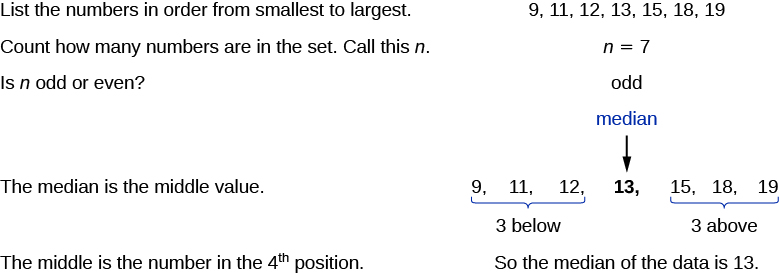 List the numbers in order from smallest to largest. 9, 11, 12, 13, 15, 18, 19
Count how many numbers are in the set. Call this n. n = 7
Is n odd or even? odd
median
The median is the middle value. 9, 11, 12, 13, 15, 18, 19
3 below 3 above
The middle is the number in the 4th position. So the median of the data is 13.